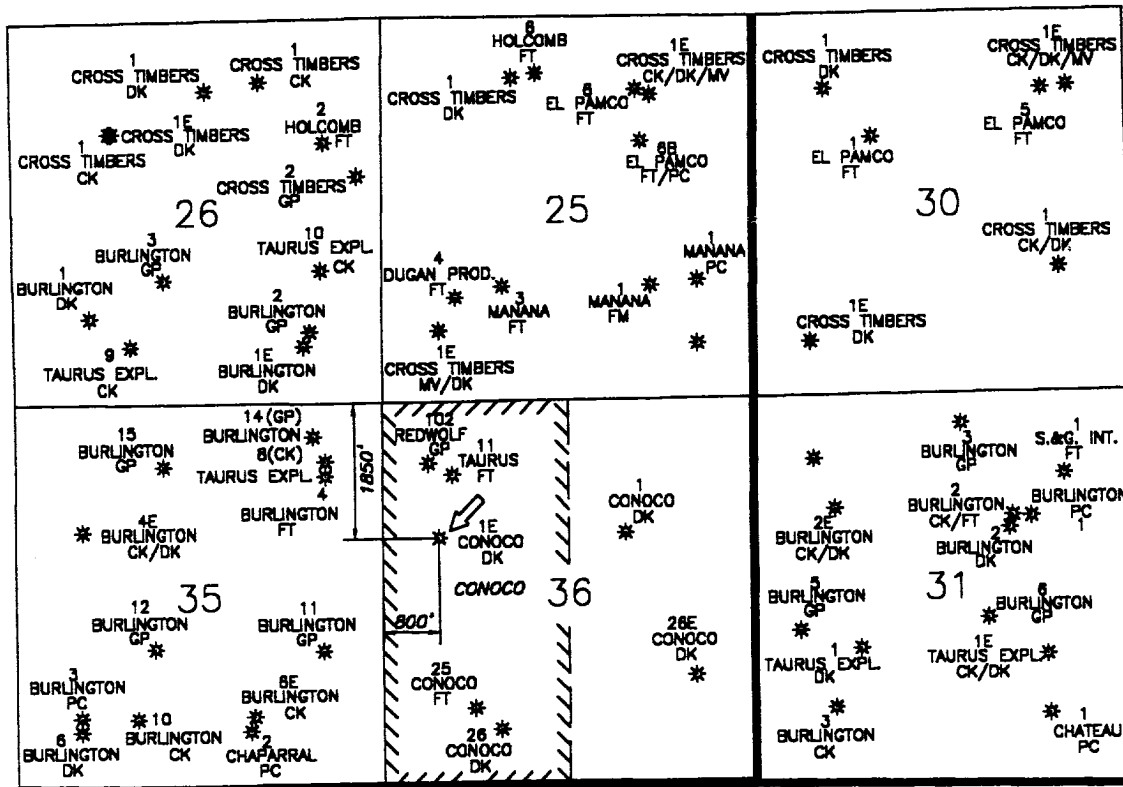 1
CROSS TIMBERS
DK
1
CROSS TIMBERS
CK
1E
CROSS TIMBERS
DK
1
CROSS TIMBERS
CK
2
HOLCOMB
FT
2
CROSS TIMBERS
GP
26
3
BURLINGTON
GP
10
TAURUS EXPL.
CK
1
BURLINGTON
DK
2
BURLINGTON
GP
9
TAURUS EXPL.
CK
1E
BURLINGTON
DK
HOLCOMB
FT
1
CROSS TIMBERS
DK
1E
CROSS TIMBERS
CK/DK/MV
EL PAMCO
FT
6B
EL PAMCO
FT/PC
25
4
DUGAN PROD.
FT
3
MANANA
FT
1
MANANA
FM
1
MANANA
PC
1E
CROSS TIMBERS
MV/DK
1
CROSS TIMBERS
DK
1E
CROSS TIMBERS
CK/DK/MV
1
EL PAMCO
FT
5
EL PAMCO
FT
30
1
CROSS TIMBERS
CK/DK
1E
CROSS TIMBERS
DK
15
BURLINGTON
GP
14 (GP)
BURLINGTON
8(CK)
TAURUS EXPL.
4
BURLINGTON
FT
4E
BURLINGTON
CK/DK
35
12
BURLINGTON
GP
11
BURLINGTON
GP
3
BURLINGTON
PC
6
BURLINGTON
DK
10
BURLINGTON
CK
6E
BURLINGTON
CK
2
CHAPARRAL
PC
1850'
102
REDWOLF
GP
11
TAURUS
FT
1E
CONOCO
DK
CONOCO
800'
25
CONOCO
FT
26
CONOCO
DK
36
1
CONOCO
DK
26E
CONOCO
DK
3
BURLINGTON
GP
1
S.&G. INT.
FT
2
BURLINGTON
CK/FT
BURLINGTON
PC
1
2E
BURLINGTON
CK/DK
2
BURLINGTON
DK
31
5
BURLINGTON
GP
6
BURLINGTON
GP
1
TAURUS EXPL.
DK
1E
TAURUS EXPL.
CK/DK
3
BURLINGTON
CK
1
CHATEAU
PC